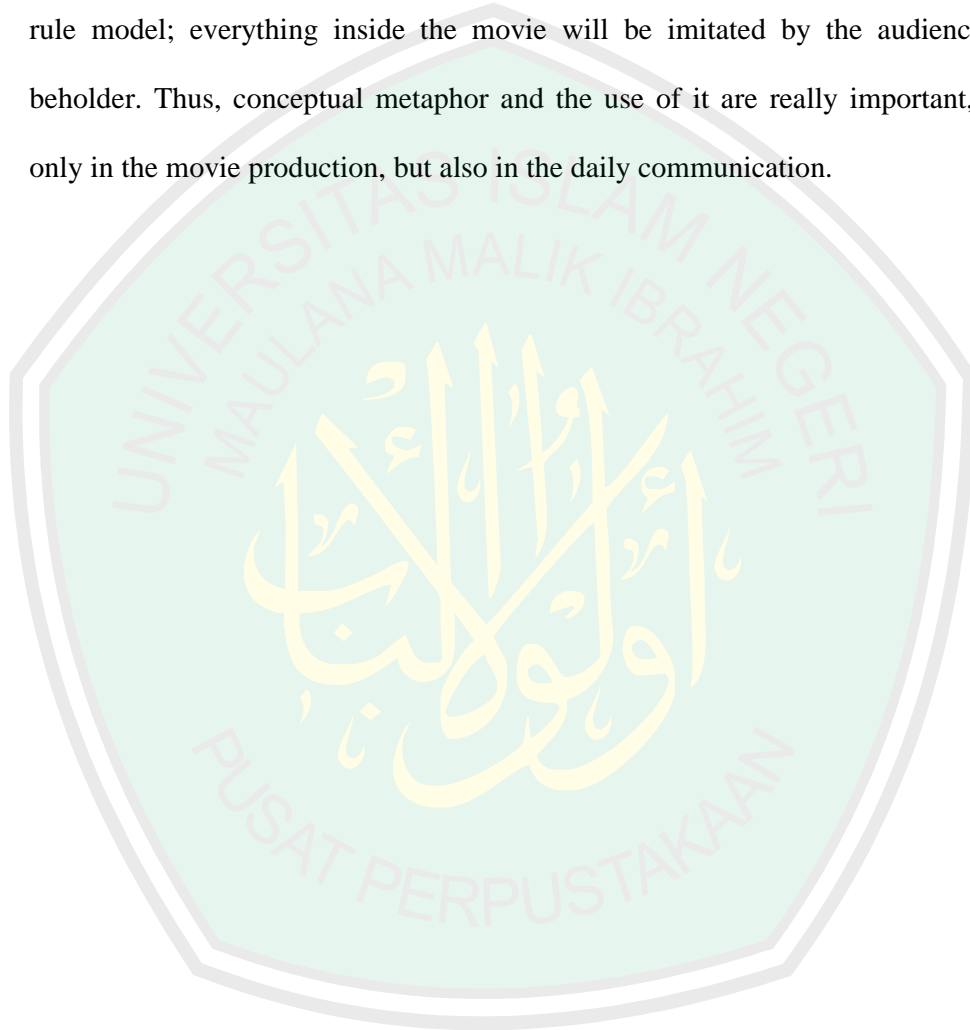 rule model; everything inside the movie will be imitated by the audienc
beholder. Thus, conceptual metaphor and the use of it are really important,
only in the movie production, but also in the daily communication.
UNIVERSITAS ISLAM NEGERI
MAULANA MALIK IBRAHIM
أولوا الألباب
PUSAT PERPUSTAKAAN